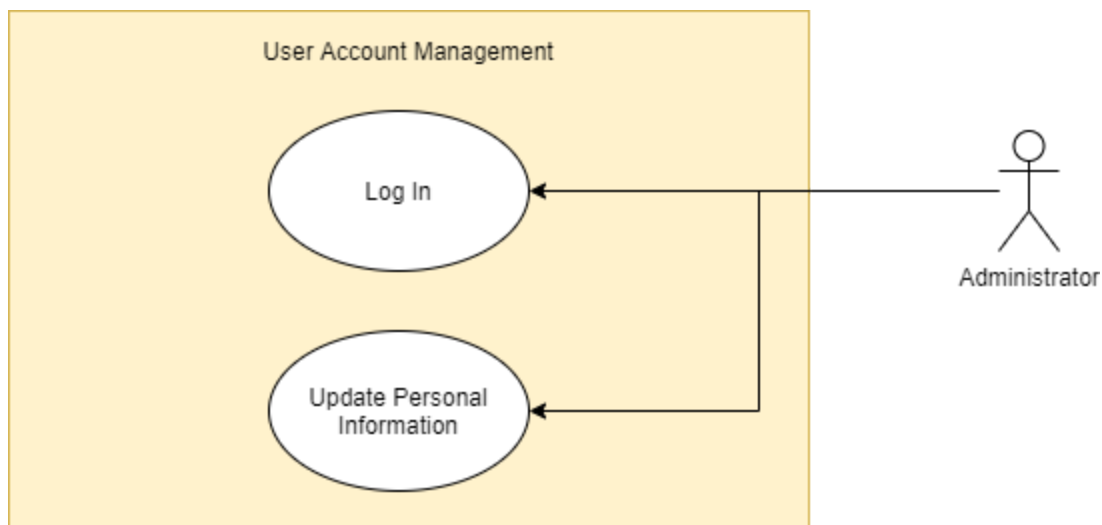 User Account Management
Log In
Administrator
Update Personal
Information